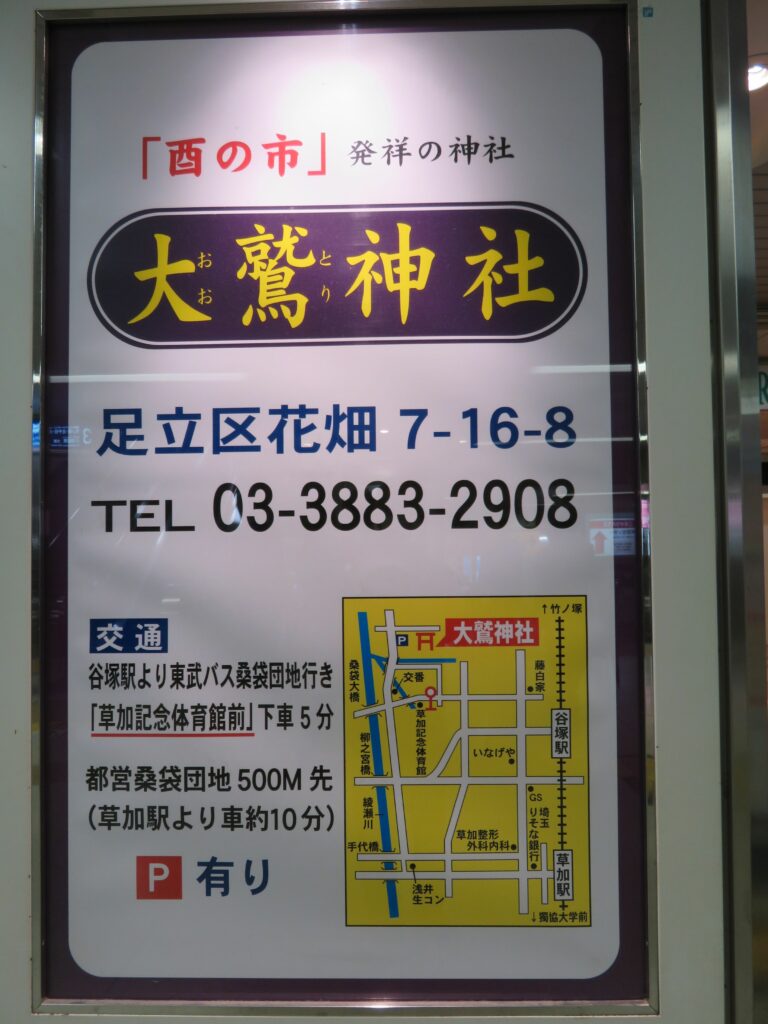 「酉の市」発祥の神社
大鷲神社
おお とり
足立区花畑 7-16-8
TEL 03-3883-2908
交通
谷塚駅より東武バス桑袋団地行き
「草加記念体育館前」下車5分
都営桑袋団地500M先
(草加駅より車約10分)
P 有り
↑竹ノ塚
P 大鷲神社
桑袋大橋
交番
藤白家
草加記念体育館
谷塚駅
柳之宮橋
いなげや
綾瀬川
GS
埼玉りそな銀行
草加整形
外科内科
手代橋
草加駅
浅井
生コン
↓獨協大学前